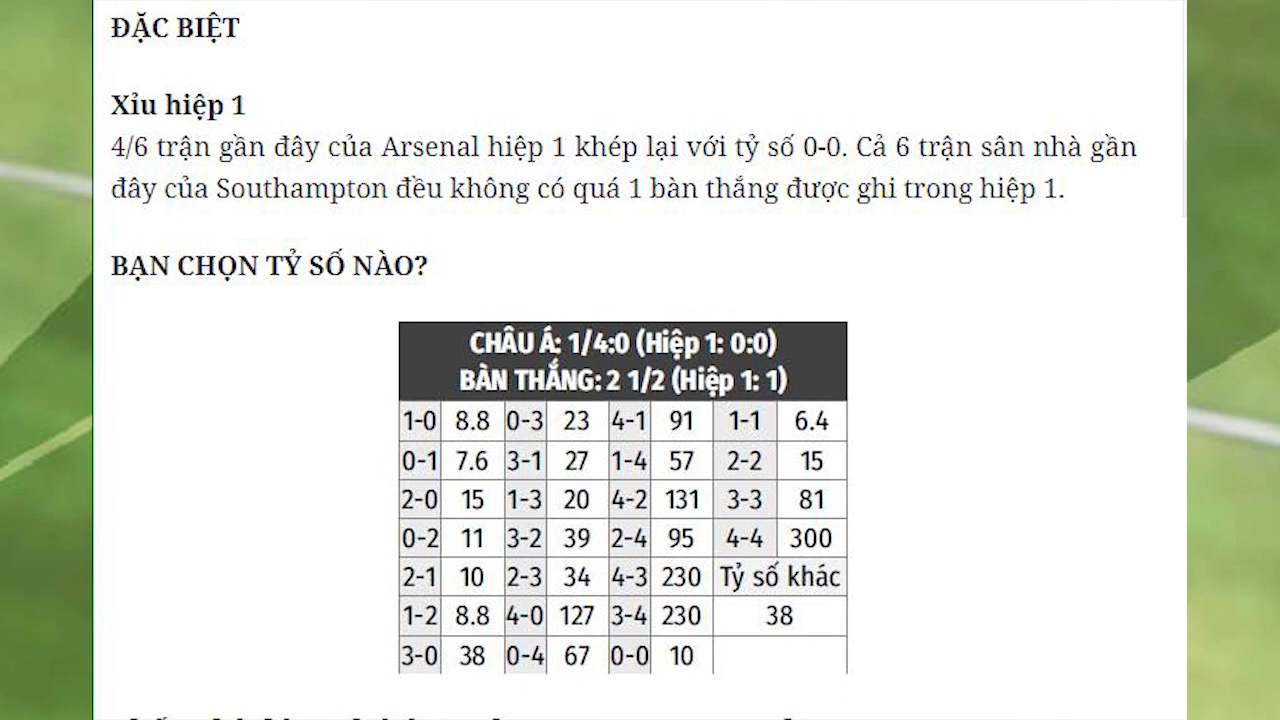 ĐẶC BIỆT
Xỉu hiệp 1
4/6 trận gần đây của Arsenal hiệp 1 khép lại với tỷ số 0-0. Cả 6 trận sân nhà gần
đây của Southampton đều không có quá 1 bàn thắng được ghi trong hiệp 1.
BẠN CHỌN TỶ SỐ NÀO?
CHÂU Á: 1/4:0 (Hiệp 1: 0:0)
BÀN THẮNG: 2 1/2 (Hiệp 1: 1)
1-0 8.8 0-3 23 4-1 91 1-1 6.4
0-1 7.6 3-1 27 1-4 57 2-2 15
2-0 15 1-3 20 4-2 131 3-3 81
0-2 11 3-2 39 2-4 95 4-4 300
2-1 10 2-3 34 4-3 230 Tỷ số khác
1-2 8.8 4-0 127 3-4 230 38
3-0 38 0-4 67 0-0 10